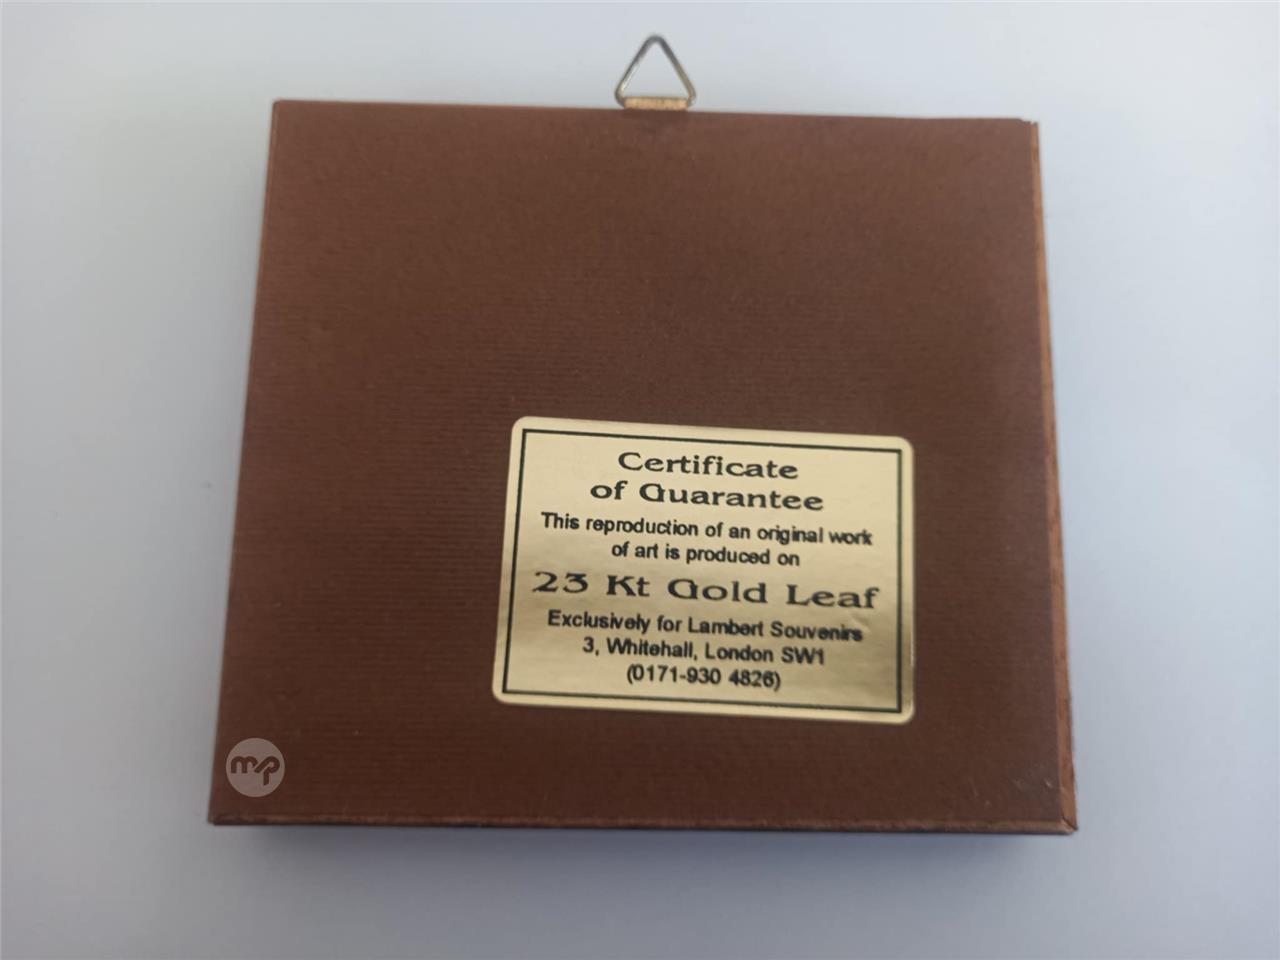 Certificate
of Guarantee
This reproduction of an original work
of art is produced on
23 Kt Gold Leaf
Exclusively for Lambert Souvenirs
3, Whitehall, London SW1
(0171-930 4826)
mp